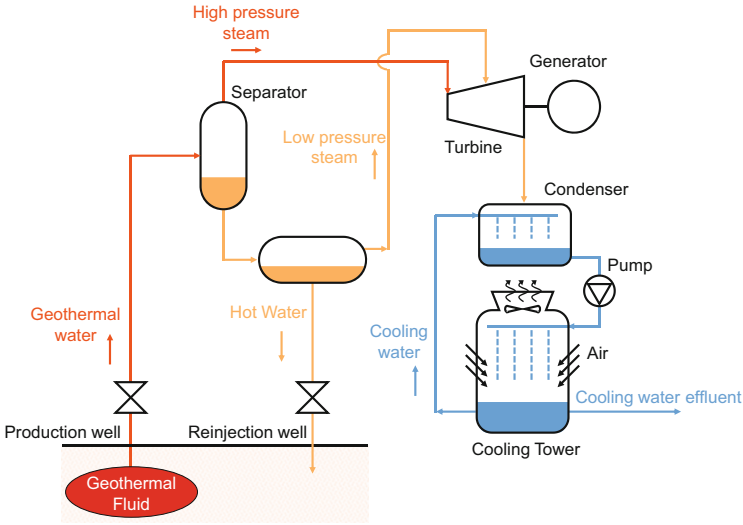 High pressure
steam
Generator
Separator
Low pressure
steam
Turbine
Condenser
Pump
Geothermal
water
Hot Water
Cooling
water
Air
Cooling water effluent
Production well
Reinjection well
Cooling Tower
Geothermal
Fluid